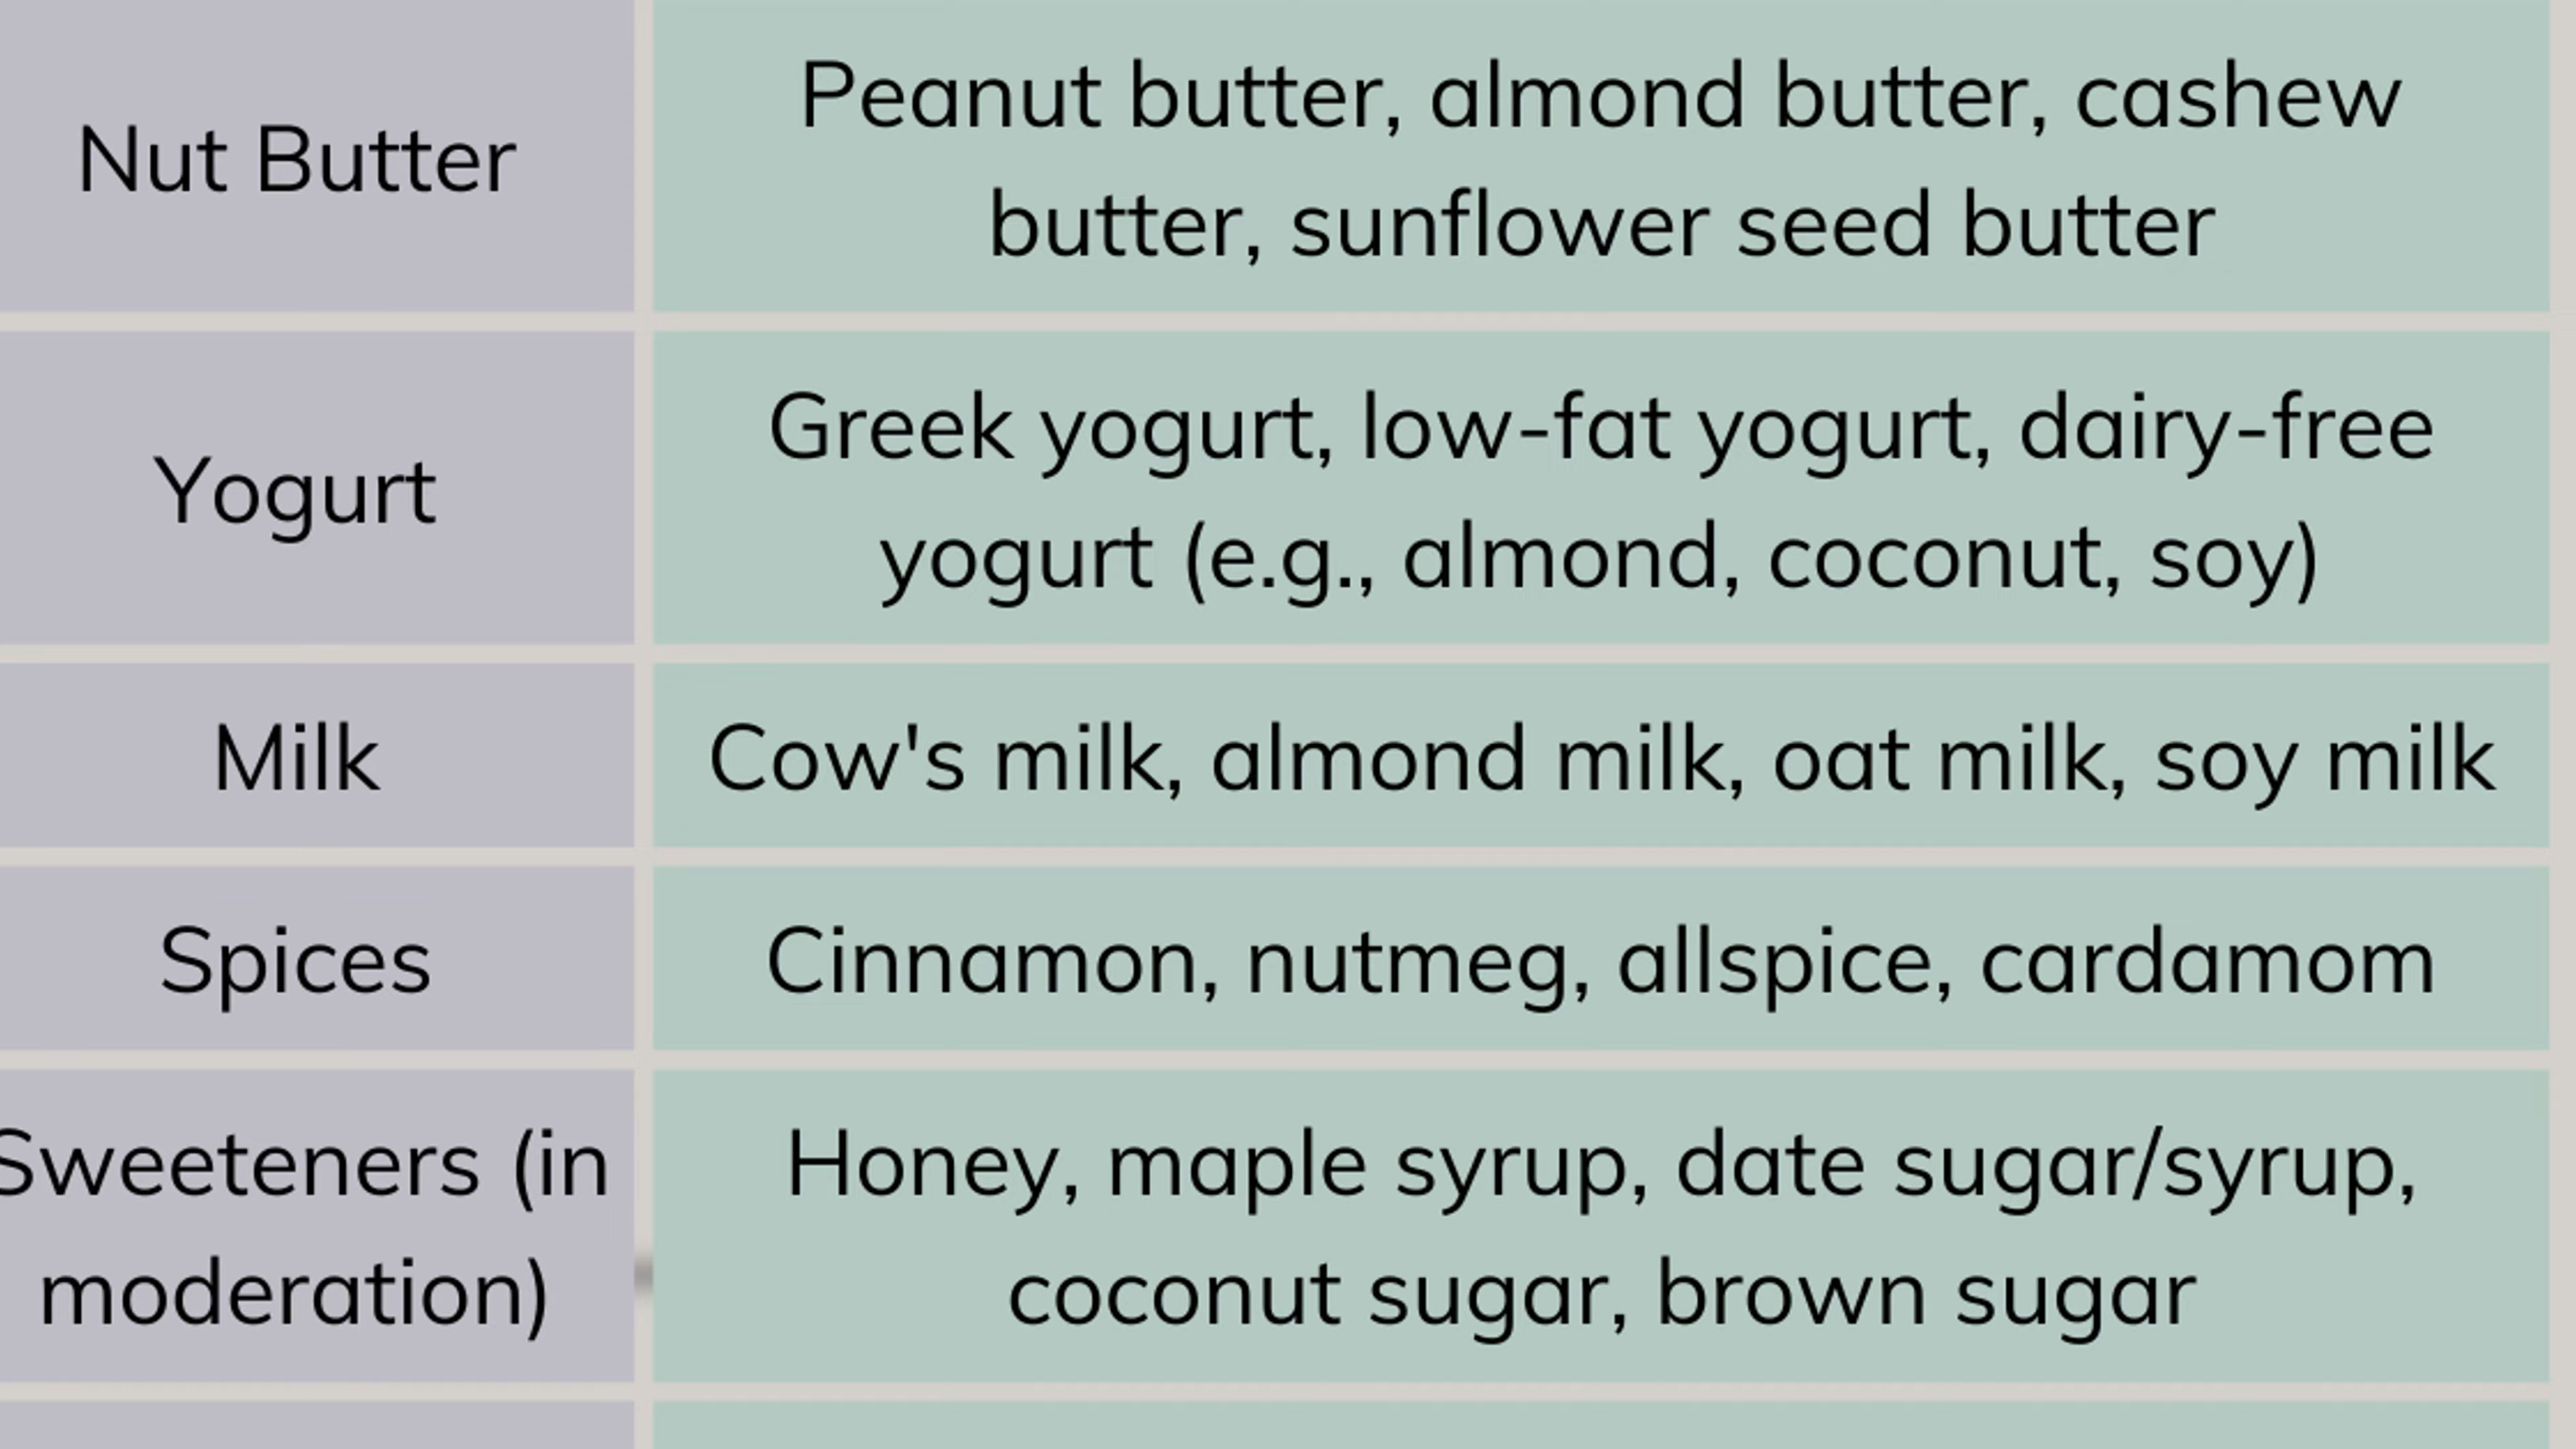 Nut Butter
Peanut butter, almond butter, cashew
butter, sunflower seed butter
Yogurt
Greek yogurt, low-fat yogurt, dairy-free
yogurt (e.g., almond, coconut, soy)
Milk
Cow's milk, almond milk, oat milk, soy milk
Spices
Cinnamon, nutmeg, allspice, cardamom
Sweeteners (in
moderation)
Honey, maple syrup, date sugar/syrup,
coconut sugar, brown sugar